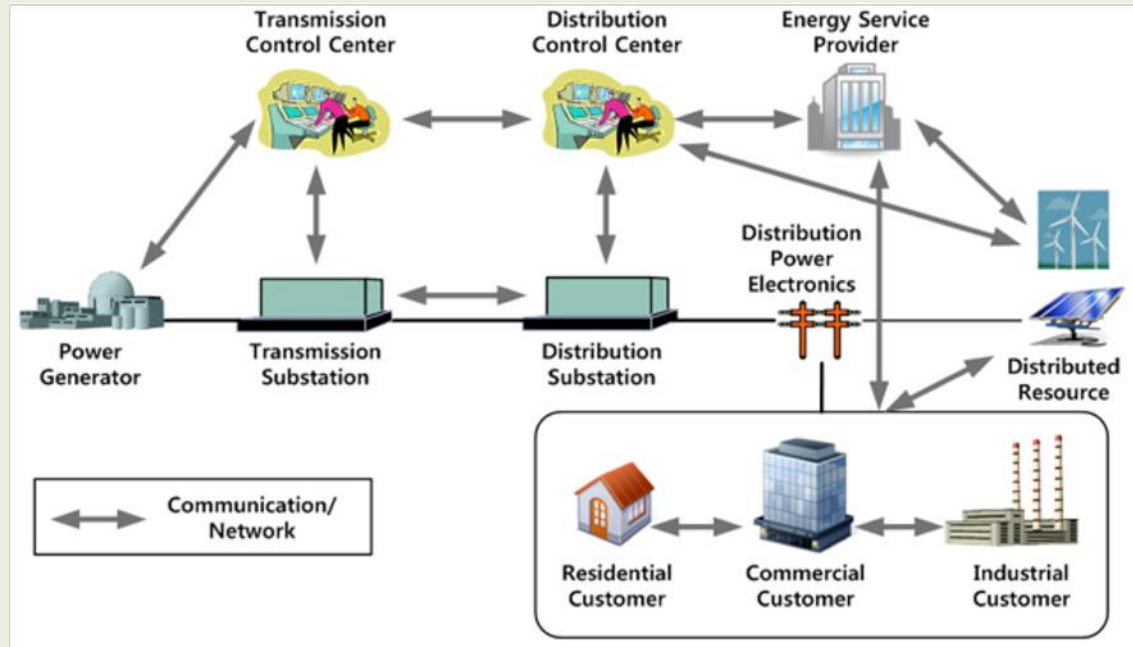 Transmission
Control Center
Distribution
Control Center
Energy Service
Provider
Distribution
Power
Electronics
Power
Generator
Transmission
Substation
Distribution
Substation
Distributed
Resource
Communication/
Network
Residential
Customer
Commercial
Customer
Industrial
Customer